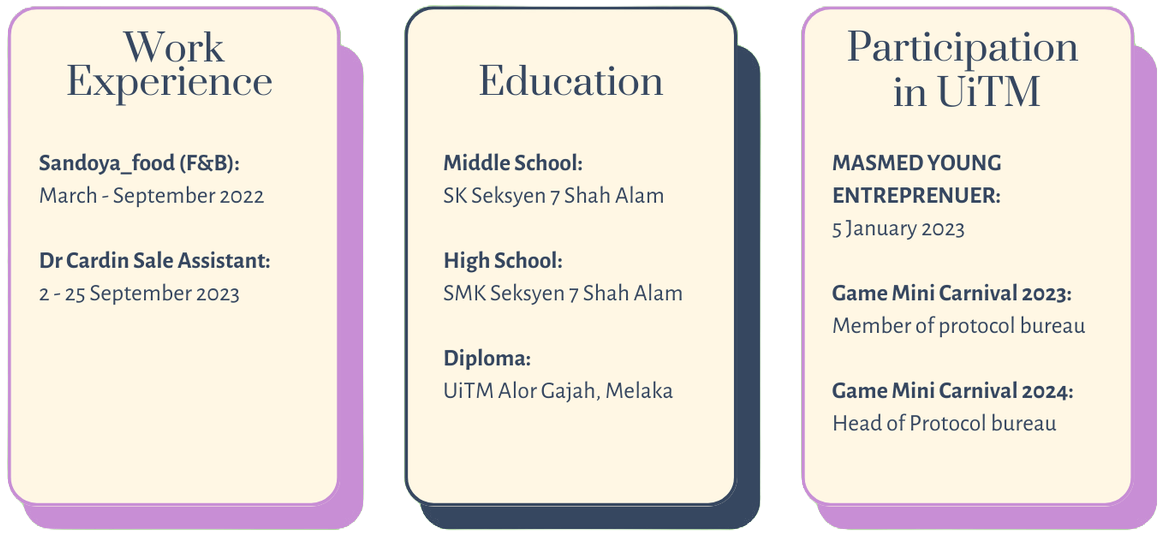 Work
Experience
Sandoya_food (F&B):
March - September 2022
Dr Cardin Sale Assistant:
2 - 25 September 2023
Education
Middle School:
SK Seksyen 7 Shah Alam
High School:
SMK Seksyen 7 Shah Alam
Diploma:
UiTM Alor Gajah, Melaka
Participation
in UiTM
MASMED YOUNG
ENTREPRENUER:
5 January 2023
Game Mini Carnival 2023:
Member of protocol bureau
Game Mini Carnival 2024:
Head of Protocol bureau